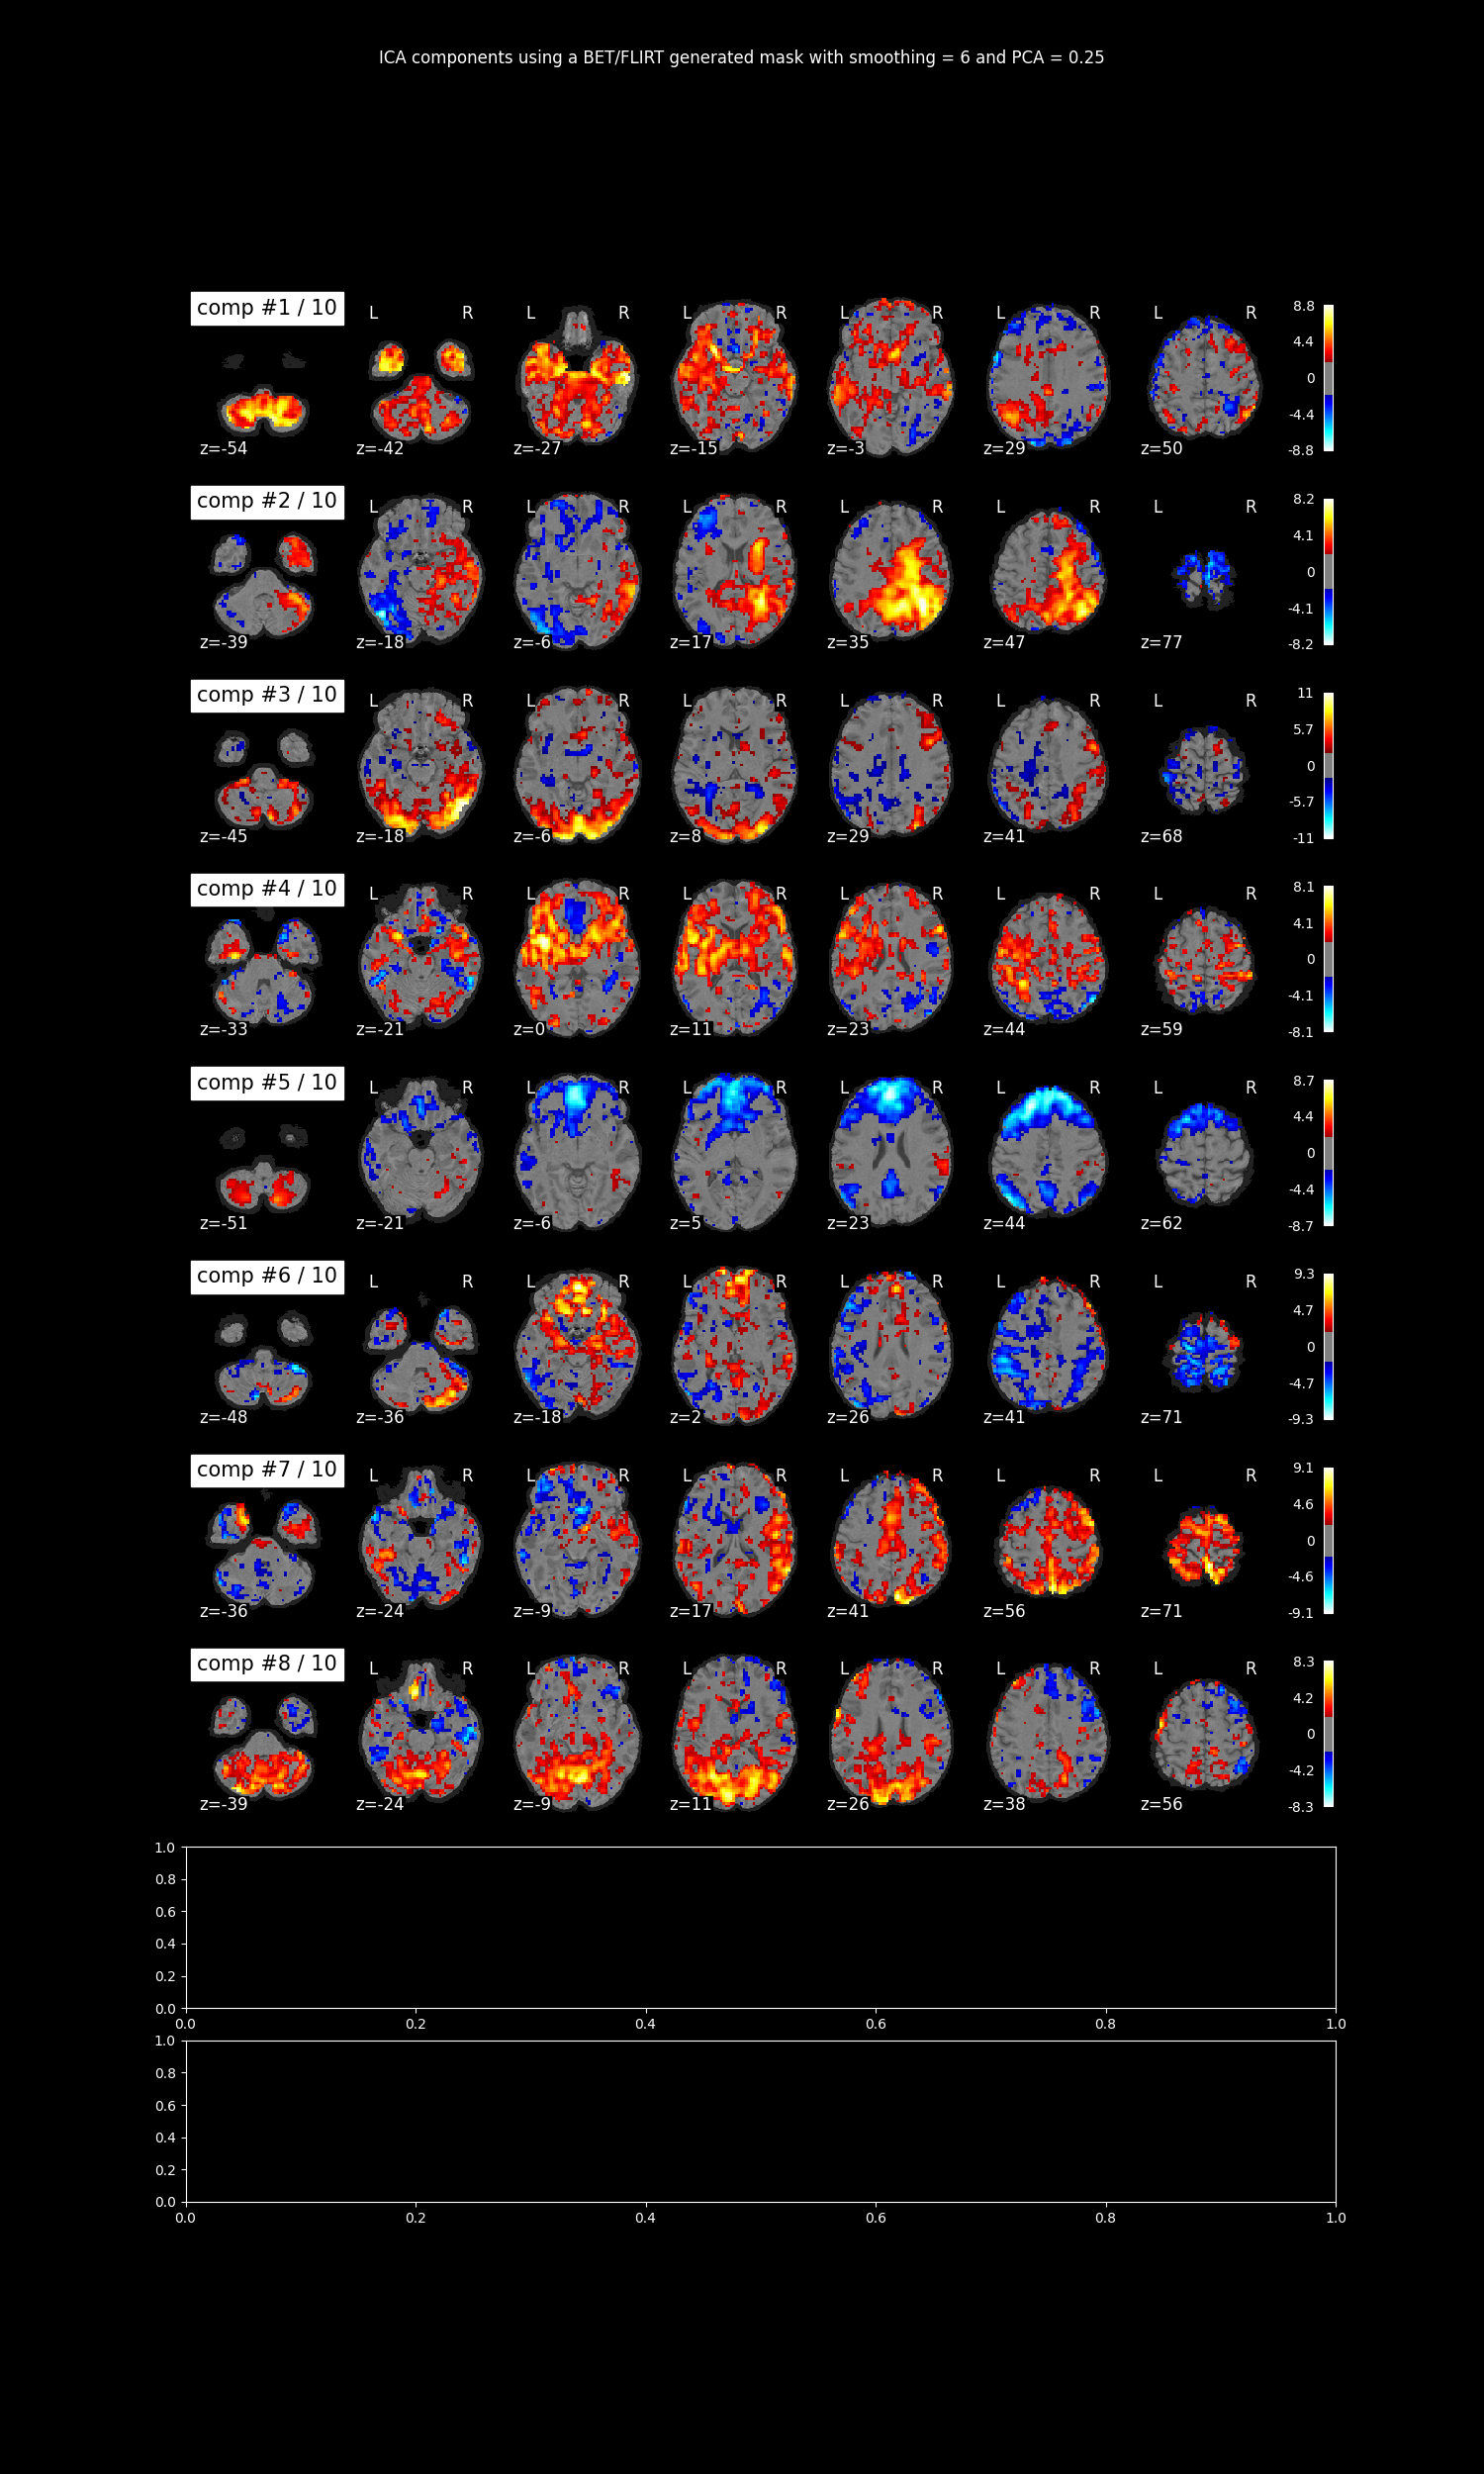 ICA components using a BET/FLIRT generated mask with smoothing = 6 and PCA = 0.25
comp #1 / 10
L R L R L R L R L R L R
z=-54 z=-42 z=-27 z=-15 z=-3 z=29 z=50
8.8
4.4
0
-4.4
-8.8
comp #2 / 10
L R L R L R L R L R L R
z=-39 z=-18 z=-6 z=17 z=35 z=47 z=77
8.2
4.1
0
-4.1
-8.2
comp #3 / 10
L R L R L R L R L R L R
z=-45 z=-18 z=-6 z=8 z=29 z=41 z=68
11
5.7
0
-5.7
-11
comp #4 / 10
L R L R L R L R L R L R
z=-33 z=-21 z=0 z=11 z=23 z=44 z=59
8.1
4.1
0
-4.1
-8.1
comp #5 / 10
L R L R L R L R L R L R
z=-51 z=-21 z=-6 z=5 z=23 z=44 z=62
8.7
4.4
0
-4.4
-8.7
comp #6 / 10
L R L R L R L R L R L R
z=-48 z=-36 z=-18 z=2 z=26 z=41 z=71
9.3
4.7
0
-4.7
-9.3
comp #7 / 10
L R L R L R L R L R L R
z=-36 z=-24 z=-9 z=17 z=41 z=56 z=71
9.1
4.6
0
-4.6
-9.1
comp #8 / 10
L R L R L R L R L R L R
z=-39 z=-24 z=-9 z=11 z=26 z=38 z=56
8.3
4.2
0
-4.2
-8.3
1.0
0.8
0.6
0.4
0.2
0.0
0.0 0.2 0.4 0.6 0.8 1.0
1.0
0.8
0.6
0.4
0.2
0.0
0.0 0.2 0.4 0.6 0.8 1.0